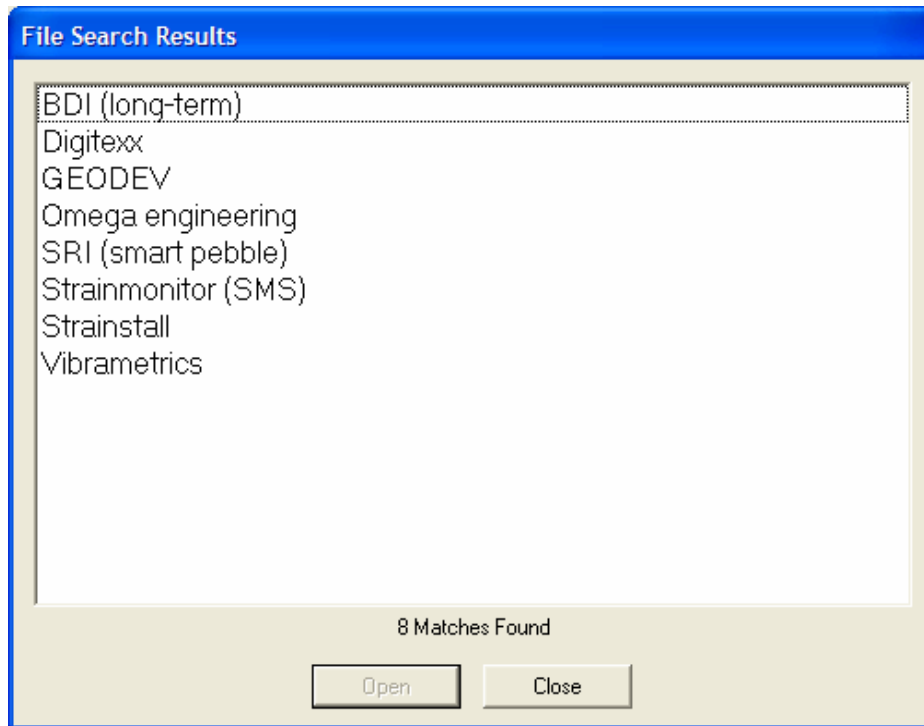 File Search Results
BDI (long-term)
Digitexx
GEODEV
Omega engineering
SRI (smart pebble)
Strainmonitor (SMS)
Strainstall
Vibrametrics
8 Matches Found
Open
Close